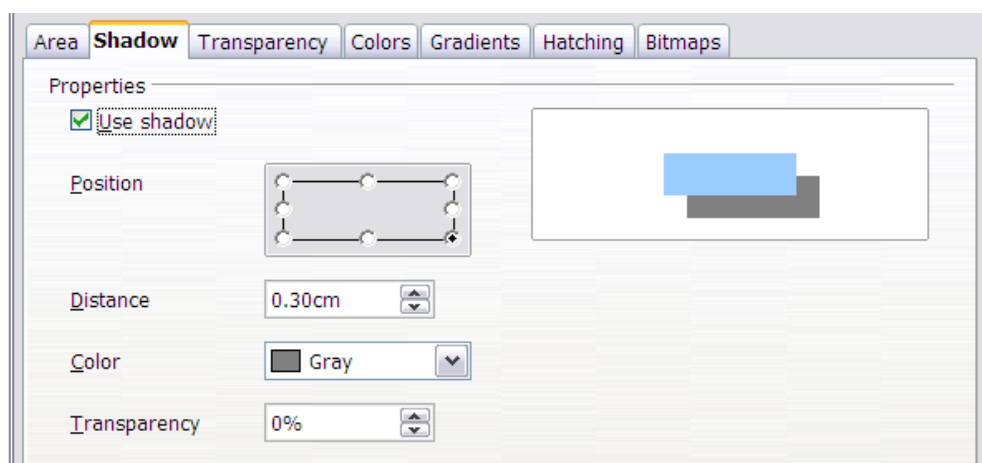 Area Shadow Transparency Colors Gradients Hatching Bitmaps
Properties
Use shadow
Position
Distance 0.30cm
Color Gray
Transparency 0%